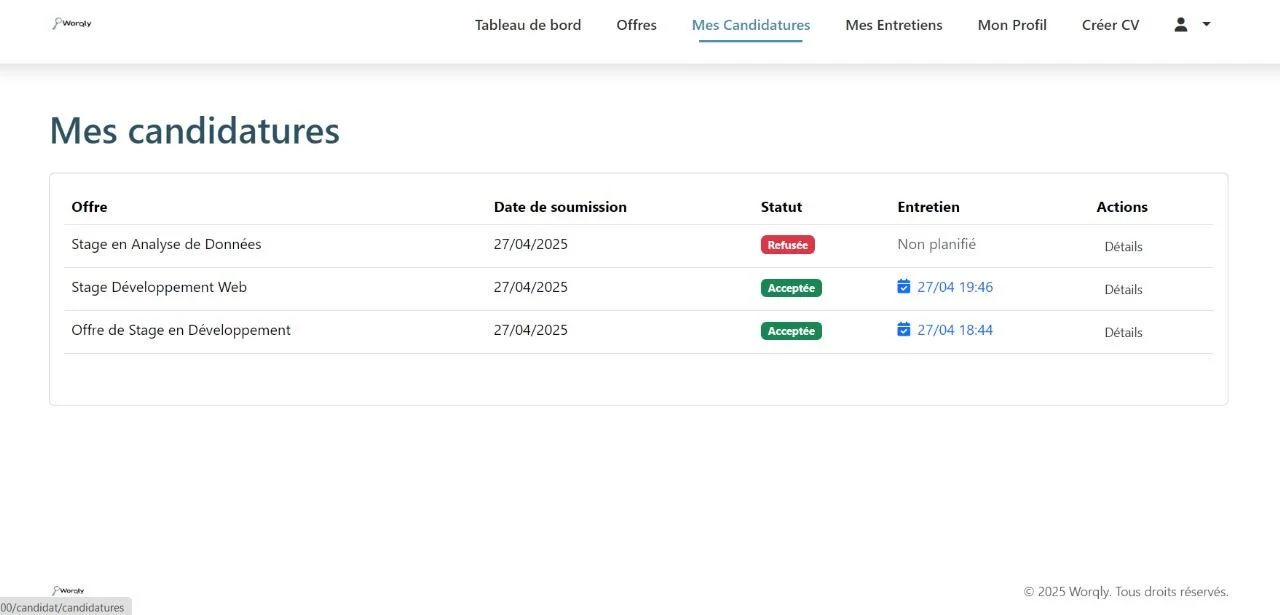 Worqly Tableau de bord Offres Mes Candidatures Mes Entretiens Mon Profil Créer CV
Mes candidatures
Offre Date de soumission Statut Entretien Actions
Stage en Analyse de Données 27/04/2025 Refusée Non planifié Détails
Stage Développement Web 27/04/2025 Acceptée 27/04 19:46 Détails
Offre de Stage en Développement 27/04/2025 Acceptée 27/04 18:44 Détails
Worqly © 2025 Worqly. Tous droits réservés.
00/candidat/candidatures